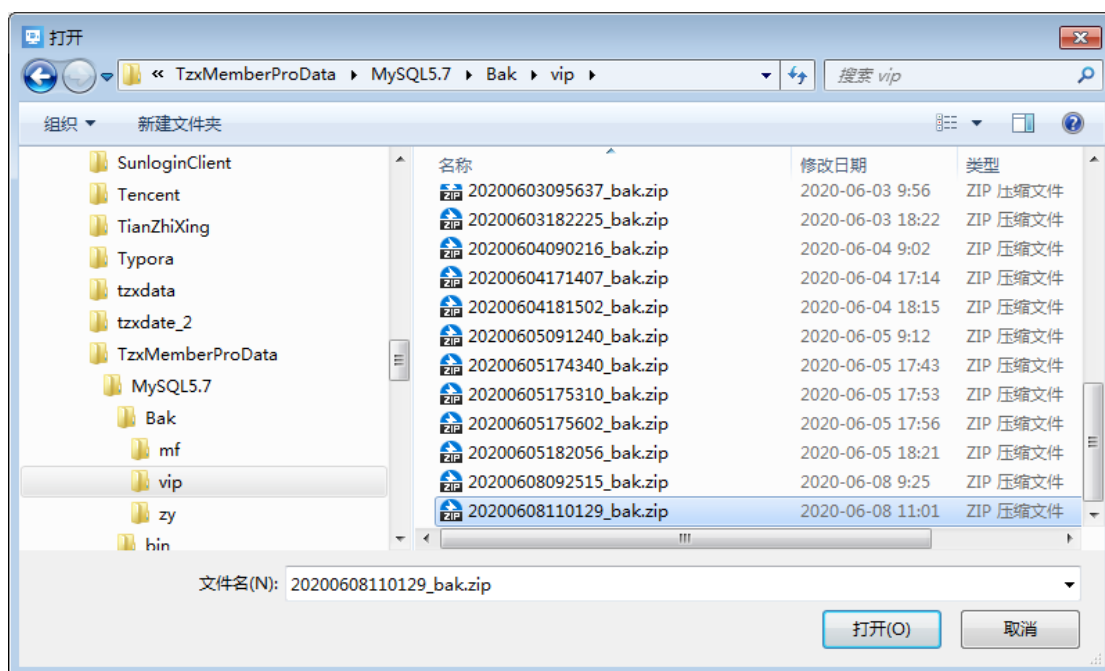 打开
« TzxMemberProData ▸ MySQL5.7 ▸ Bak ▸ vip ▸
搜索 vip
组织 新建文件夹
SunloginClient
Tencent
TianZhiXing
Typora
tzxdata
tzxdate_2
TzxMemberProData
MySQL5.7
Bak
mf
vip
zy
bin
名称 修改日期 类型
20200603095637_bak.zip 2020-06-03 9:56 ZIP 压缩文件
20200603182225_bak.zip 2020-06-03 18:22 ZIP 压缩文件
20200604090216_bak.zip 2020-06-04 9:02 ZIP 压缩文件
20200604171407_bak.zip 2020-06-04 17:14 ZIP 压缩文件
20200604181502_bak.zip 2020-06-04 18:15 ZIP 压缩文件
20200605091240_bak.zip 2020-06-05 9:12 ZIP 压缩文件
20200605174340_bak.zip 2020-06-05 17:43 ZIP 压缩文件
20200605175310_bak.zip 2020-06-05 17:53 ZIP 压缩文件
20200605175602_bak.zip 2020-06-05 17:56 ZIP 压缩文件
20200605182056_bak.zip 2020-06-05 18:21 ZIP 压缩文件
20200608092515_bak.zip 2020-06-08 9:25 ZIP 压缩文件
20200608110129_bak.zip 2020-06-08 11:01 ZIP 压缩文件
文件名(N): 20200608110129_bak.zip
打开(O) 取消